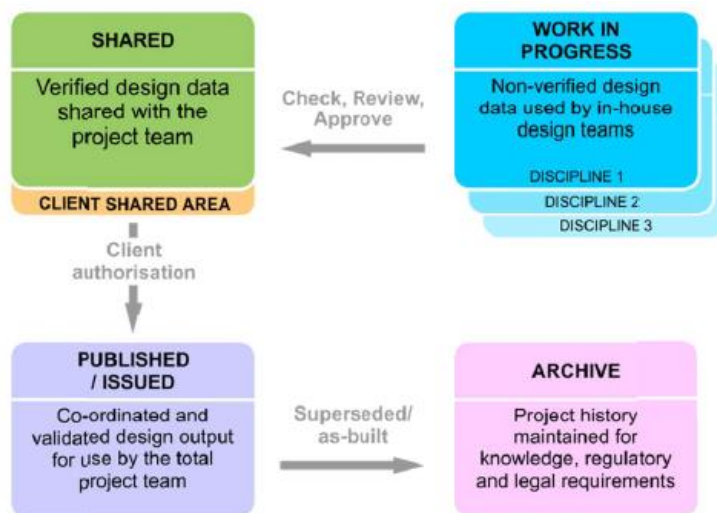 SHARED
Verified design data
shared with the
project team
CLIENT SHARED AREA
Check, Review,
Approve
WORK IN
PROGRESS
Non-verified design
data used by in-house
design teams
DISCIPLINE 1
DISCIPLINE 2
DISCIPLINE 3
Client
authorisation
PUBLISHED
/ ISSUED
Co-ordinated and
validated design output
for use by the total
project team
Superseded/
as-built
ARCHIVE
Project history
maintained for
knowledge, regulatory
and legal requirements